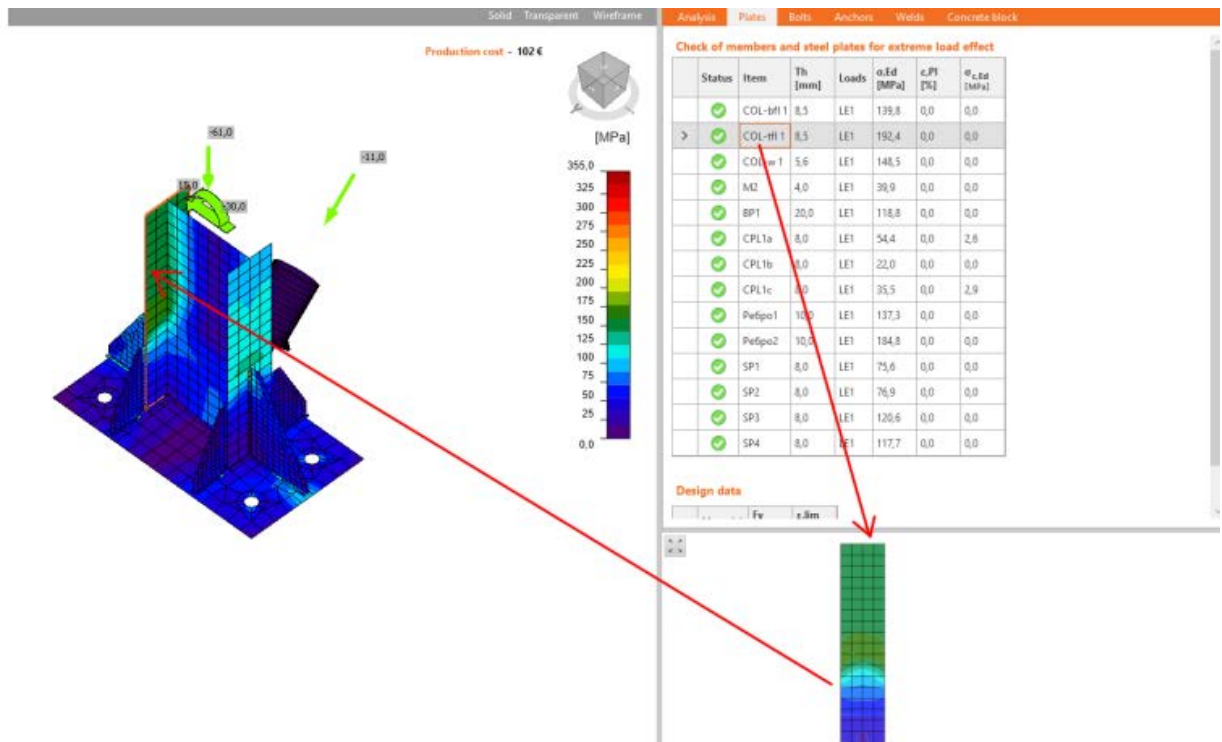 Solid Transparent Wireframe
Production cost - 102 €
-61,0
-11,0
[MPa]
355,0
325
300
275
250
225
200
175
150
125
100
75
50
25
0,0
Analysis Plates Bolts Anchors Welds Concrete block
Check of members and steel plates for extreme load effect
Status Item Th [mm] Loads σ,Ed [MPa] ε,Pl [%] σc,Ed [MPa]
COL-bfl 1 8,5 LE1 139,8 0,0 0,0
> COL-tfl 1 8,5 LE1 192,4 0,0 0,0
COL-w 1 5,6 LE1 148,5 0,0 0,0
M2 4,0 LE1 39,9 0,0 0,0
BP1 20,0 LE1 118,8 0,0 0,0
CPL1a 8,0 LE1 54,4 0,0 2,6
CPL1b 8,0 LE1 22,0 0,0 0,0
CPL1c 8,0 LE1 35,5 0,0 2,9
Ребро1 10,0 LE1 137,3 0,0 0,0
Ребро2 10,0 LE1 184,8 0,0 0,0
SP1 8,0 LE1 75,6 0,0 0,0
SP2 8,0 LE1 76,9 0,0 0,0
SP3 8,0 LE1 120,6 0,0 0,0
SP4 8,0 LE1 117,7 0,0 0,0
Design data
Fy ε,lim